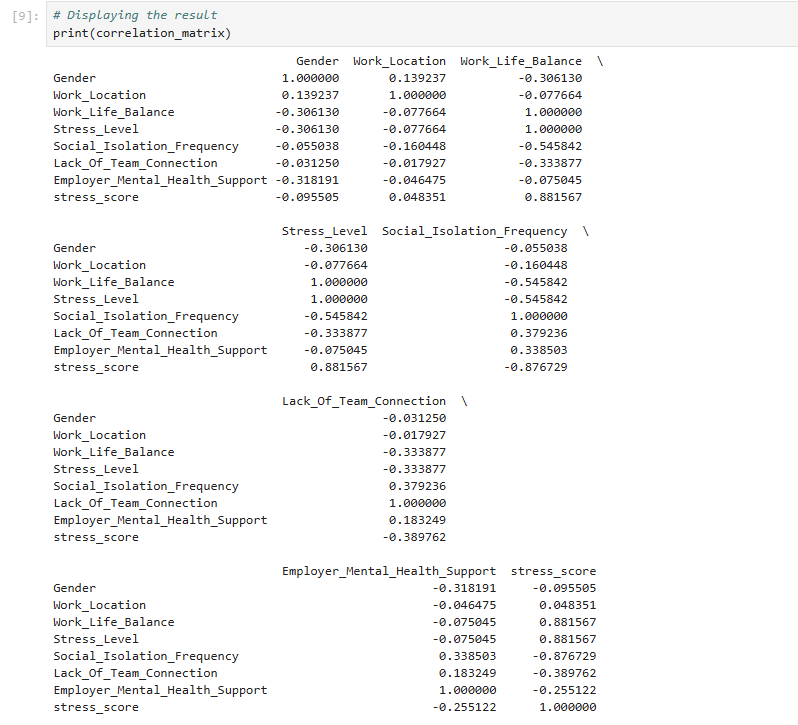 [9]: # Displaying the result
print(correlation_matrix)
Gender Work_Location Work_Life_Balance \
Gender 1.000000 0.139237 -0.306130
Work_Location 0.139237 1.000000 -0.077664
Work_Life_Balance -0.306130 -0.077664 1.000000
Stress_Level -0.306130 -0.077664 1.000000
Social_Isolation_Frequency -0.055038 -0.160448 -0.545842
Lack_Of_Team_Connection -0.031250 -0.017927 -0.333877
Employer_Mental_Health_Support -0.318191 -0.046475 -0.075045
stress_score -0.095505 0.048351 0.881567
Stress_Level Social_Isolation_Frequency \
Gender -0.306130 -0.055038
Work_Location -0.077664 -0.160448
Work_Life_Balance 1.000000 -0.545842
Stress_Level 1.000000 -0.545842
Social_Isolation_Frequency -0.545842 1.000000
Lack_Of_Team_Connection -0.333877 0.379236
Employer_Mental_Health_Support -0.075045 0.338503
stress_score 0.881567 -0.876729
Lack_Of_Team_Connection \
Gender -0.031250
Work_Location -0.017927
Work_Life_Balance -0.333877
Stress_Level -0.333877
Social_Isolation_Frequency 0.379236
Lack_Of_Team_Connection 1.000000
Employer_Mental_Health_Support 0.183249
stress_score -0.389762
Employer_Mental_Health_Support stress_score
Gender -0.318191 -0.095505
Work_Location -0.046475 0.048351
Work_Life_Balance -0.075045 0.881567
Stress_Level -0.075045 0.881567
Social_Isolation_Frequency 0.338503 -0.876729
Lack_Of_Team_Connection 0.183249 -0.389762
Employer_Mental_Health_Support 1.000000 -0.255122
stress_score -0.255122 1.000000